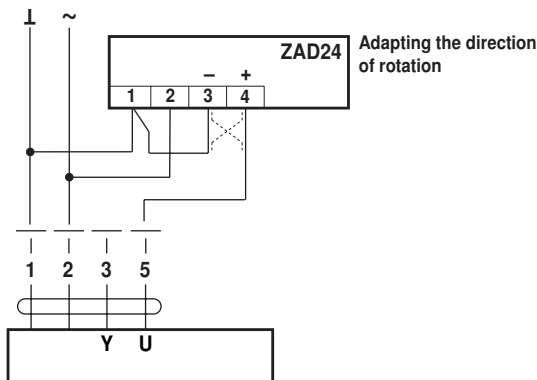 ⊥ ~
ZAD24
Adapting the direction
of rotation
– +
1 2 3 4
1 2 3 5
Y U